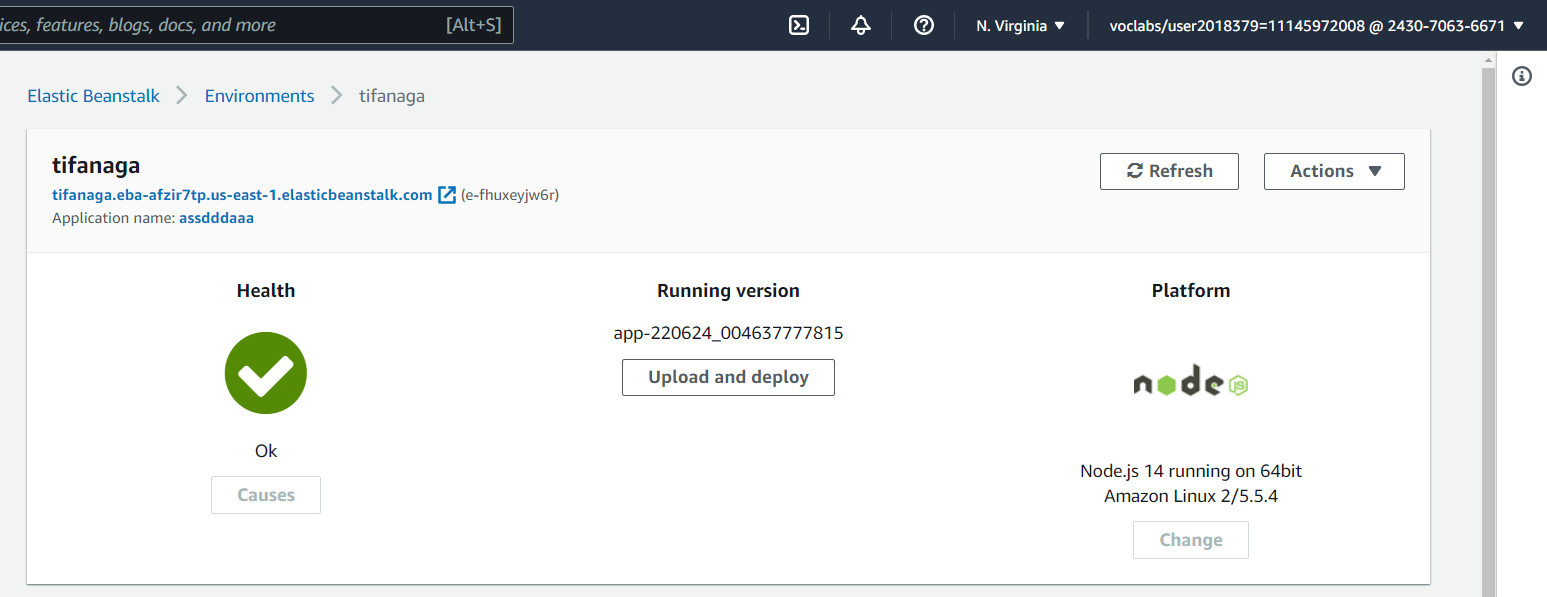 ices, features, blogs, docs, and more [Alt+S] N. Virginia ▼ voclabs/user2018379=11145972008 @ 2430-7063-6671 ▼
Elastic Beanstalk > Environments > tifanaga
tifanaga
Refresh
Actions ▼
tifanaga.eba-afzir7tp.us-east-1.elasticbeanstalk.com (e-fhuxeyjw6r)
Application name: assdddaaa
Health
Ok
Causes
Running version
app-220624_004637777815
Upload and deploy
Platform
node JS
Node.js 14 running on 64bit
Amazon Linux 2/5.5.4
Change